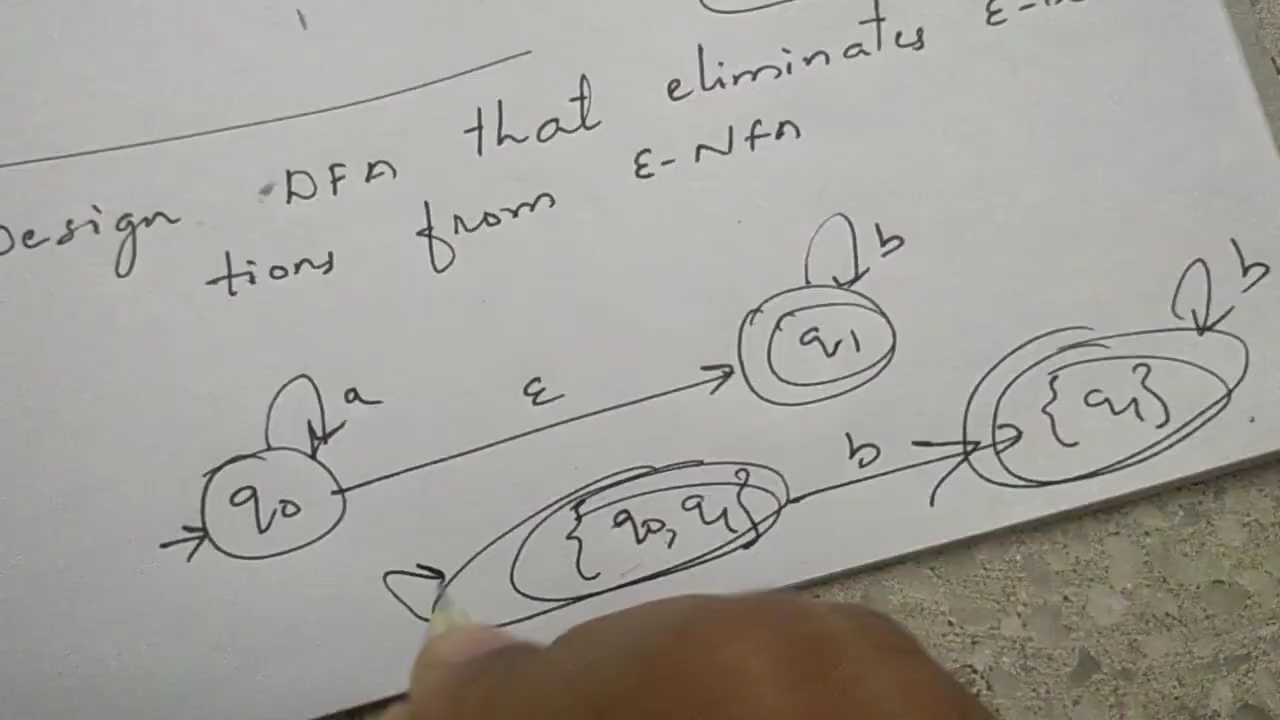 Design DFA that eliminates ε-
tions from ε-NFA
b
b
a
ε
q1
{q1}
b
q0
{q0, q1}